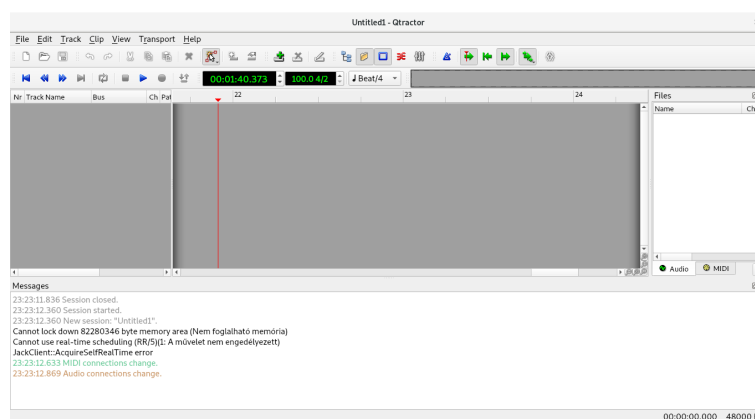 Untitled1 - Qtractor
File Edit Track Clip View Transport Help
00:01:40.373 100.0 4/2 Beat/4
Nr Track Name Bus Ch Pat
22 23 24
Files
Name Ch
Audio MIDI
Messages
23:23:11.836 Session closed.
23:23:12.360 Session started.
23:23:12.360 New session: "Untitled1".
Cannot lock down 82280346 byte memory area (Nem foglalható memória)
Cannot use real-time scheduling (RR/5)(1: A művelet nem engedélyezett)
JackClient::AcquireSelfRealTime error
23:23:12.633 MIDI connections change.
23:23:12.869 Audio connections change.
00:00:00.000 48000